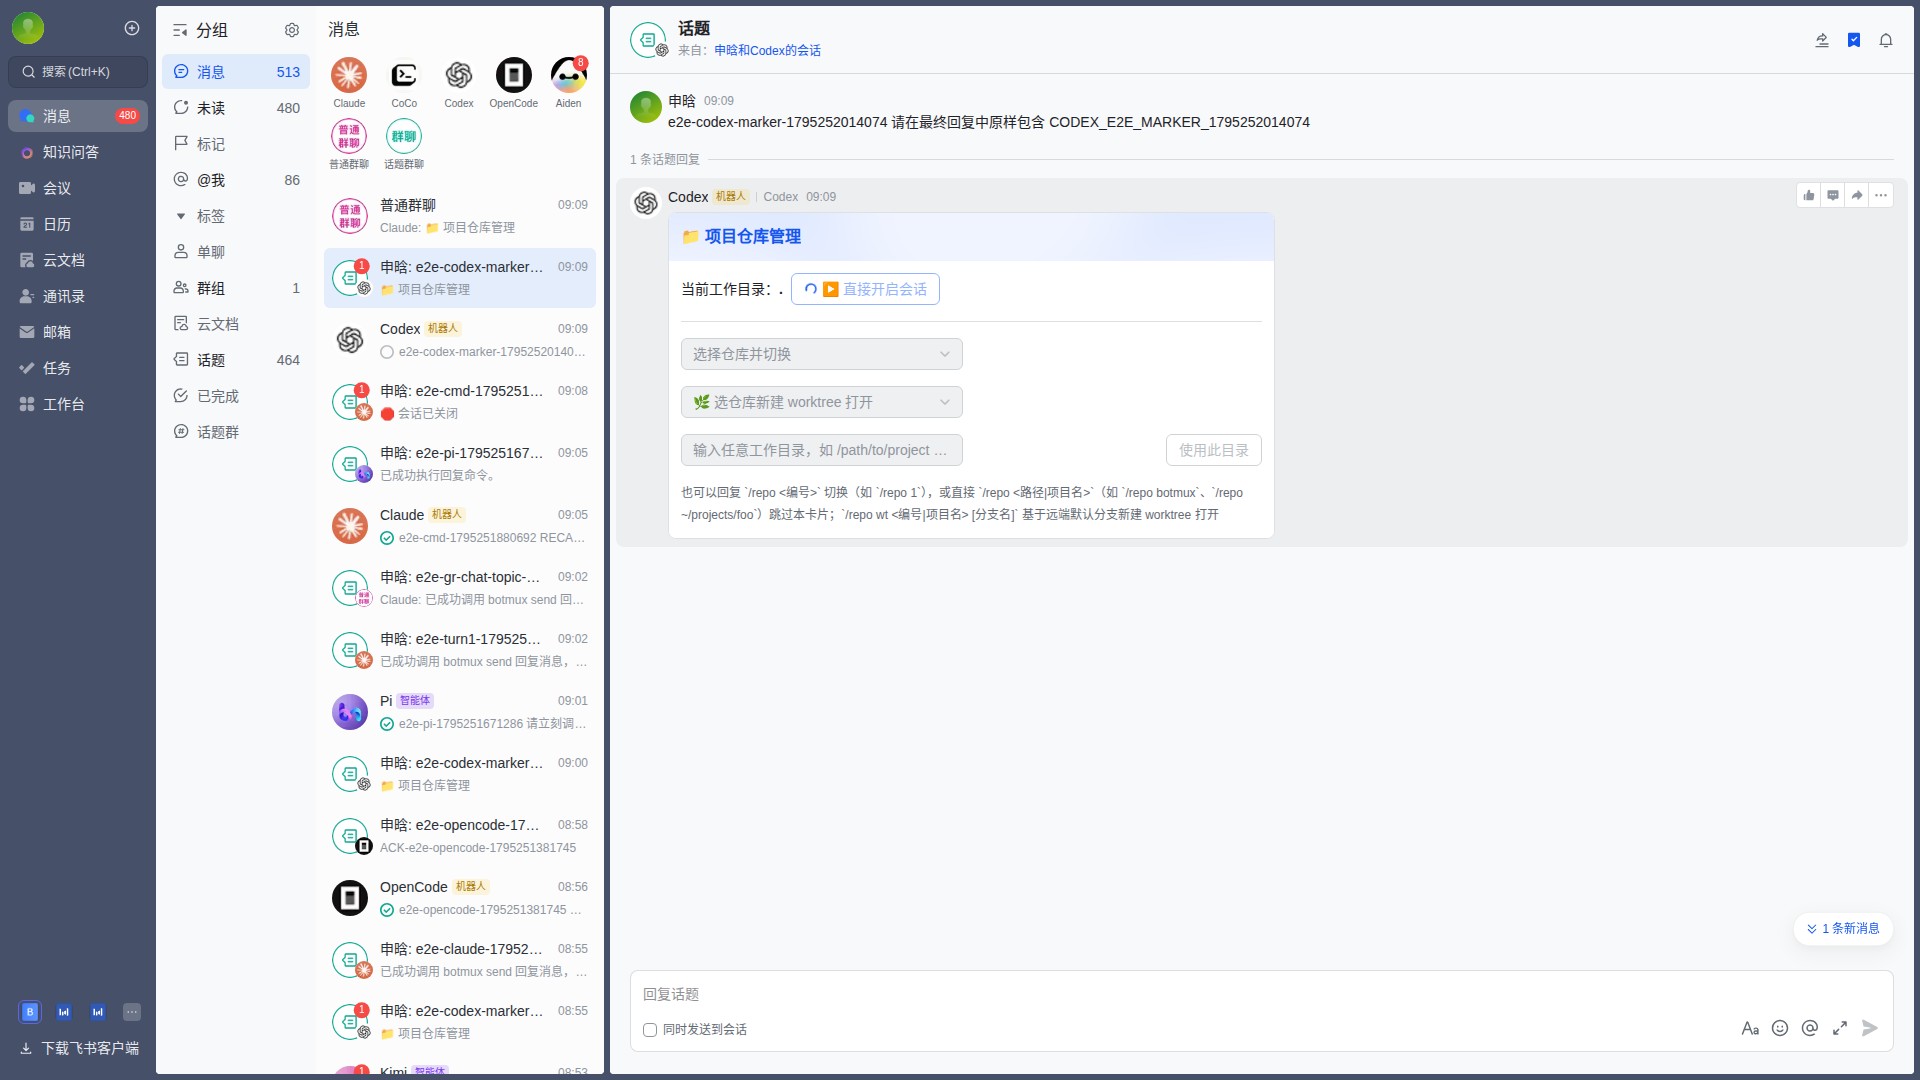 搜索 (Ctrl+K)
消息 480
知识问答
会议
日历
云文档
通讯录
邮箱
任务
工作台
下载飞书客户端
分组
消息 513
未读 480
标记
@我 86
标签
单聊
群组 1
云文档
话题 464
已完成
话题群
消息
Claude
CoCo
Codex
OpenCode
8
Aiden
普通
群聊
普通群聊
群聊
话题群聊
普通群聊 09:09
Claude: 📁 项目仓库管理
1
申晗: e2e-codex-marker... 09:09
📁 项目仓库管理
Codex 机器人 09:09
e2e-codex-marker-17952520140...
1
申晗: e2e-cmd-1795251... 09:08
🛑 会话已关闭
申晗: e2e-pi-179525167... 09:05
已成功执行回复命令。
Claude 机器人 09:05
e2e-cmd-1795251880692 RECA...
申晗: e2e-gr-chat-topic-... 09:02
Claude: 已成功调用 botmux send 回...
申晗: e2e-turn1-179525... 09:02
已成功调用 botmux send 回复消息，...
Pi 智能体 09:01
e2e-pi-1795251671286 请立刻调...
申晗: e2e-codex-marker... 09:00
📁 项目仓库管理
申晗: e2e-opencode-17... 08:58
ACK-e2e-opencode-1795251381745
OpenCode 机器人 08:56
e2e-opencode-1795251381745 ...
申晗: e2e-claude-17952... 08:55
已成功调用 botmux send 回复消息，...
1
申晗: e2e-codex-marker... 08:55
📁 项目仓库管理
1
Kimi 智能体 08:53
话题
来自：申晗和Codex的会话
申晗 09:09
e2e-codex-marker-1795252014074 请在最终回复中原样包含 CODEX_E2E_MARKER_1795252014074
1 条话题回复
Codex 机器人 | Codex 09:09
📁 项目仓库管理
当前工作目录：. ▶️ 直接开启会话
选择仓库并切换
🌿 选仓库新建 worktree 打开
输入任意工作目录，如 /path/to/project ... 使用此目录
也可以回复 `/repo <编号>` 切换（如 `/repo 1`），或直接 `/repo <路径|项目名>`（如 `/repo botmux`、`/repo
~/projects/foo`）跳过本卡片；`/repo wt <编号|项目名> [分支名]` 基于远端默认分支新建 worktree 打开
1 条新消息
回复话题
同时发送到会话